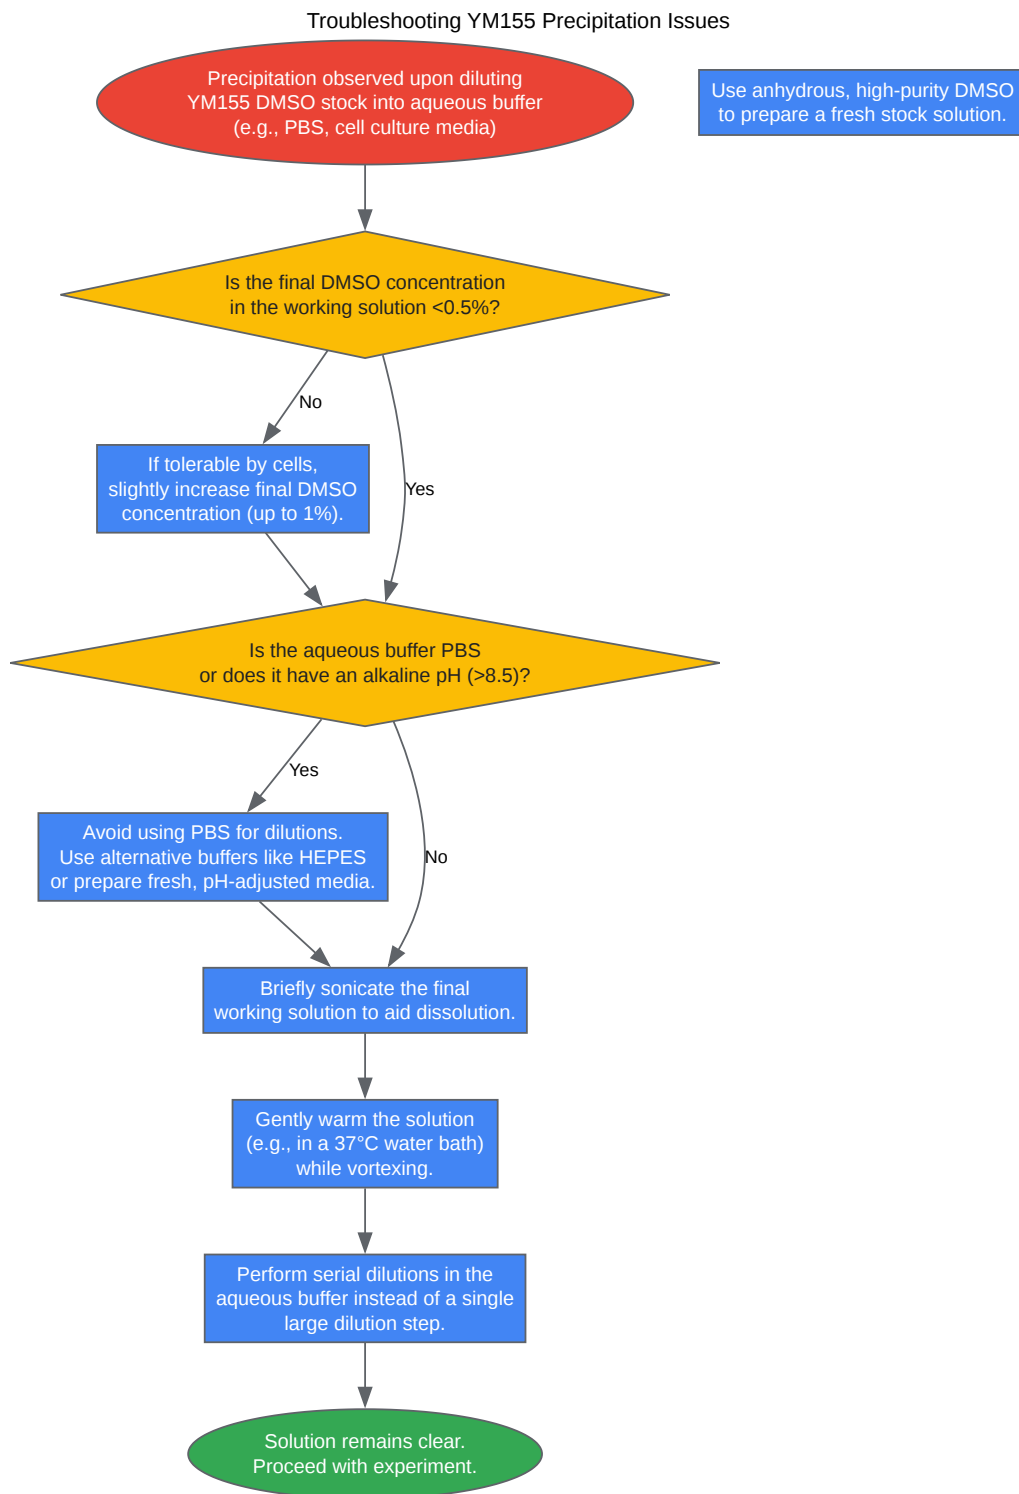 Troubleshooting YM155 Precipitation Issues
Precipitation observed upon diluting
YM155 DMSO stock into aqueous buffer
(e.g., PBS, cell culture media)
Use anhydrous, high-purity DMSO
to prepare a fresh stock solution.
Is the final DMSO concentration
in the working solution <0.5%?
No
If tolerable by cells,
slightly increase final DMSO
concentration (up to 1%).
Yes
Is the aqueous buffer PBS
or does it have an alkaline pH (>8.5)?
Yes
Avoid using PBS for dilutions.
Use alternative buffers like HEPES
or prepare fresh, pH-adjusted media.
No
Briefly sonicate the final
working solution to aid dissolution.
Gently warm the solution
(e.g., in a 37°C water bath)
while vortexing.
Perform serial dilutions in the
aqueous buffer instead of a single
large dilution step.
Solution remains clear.
Proceed with experiment.